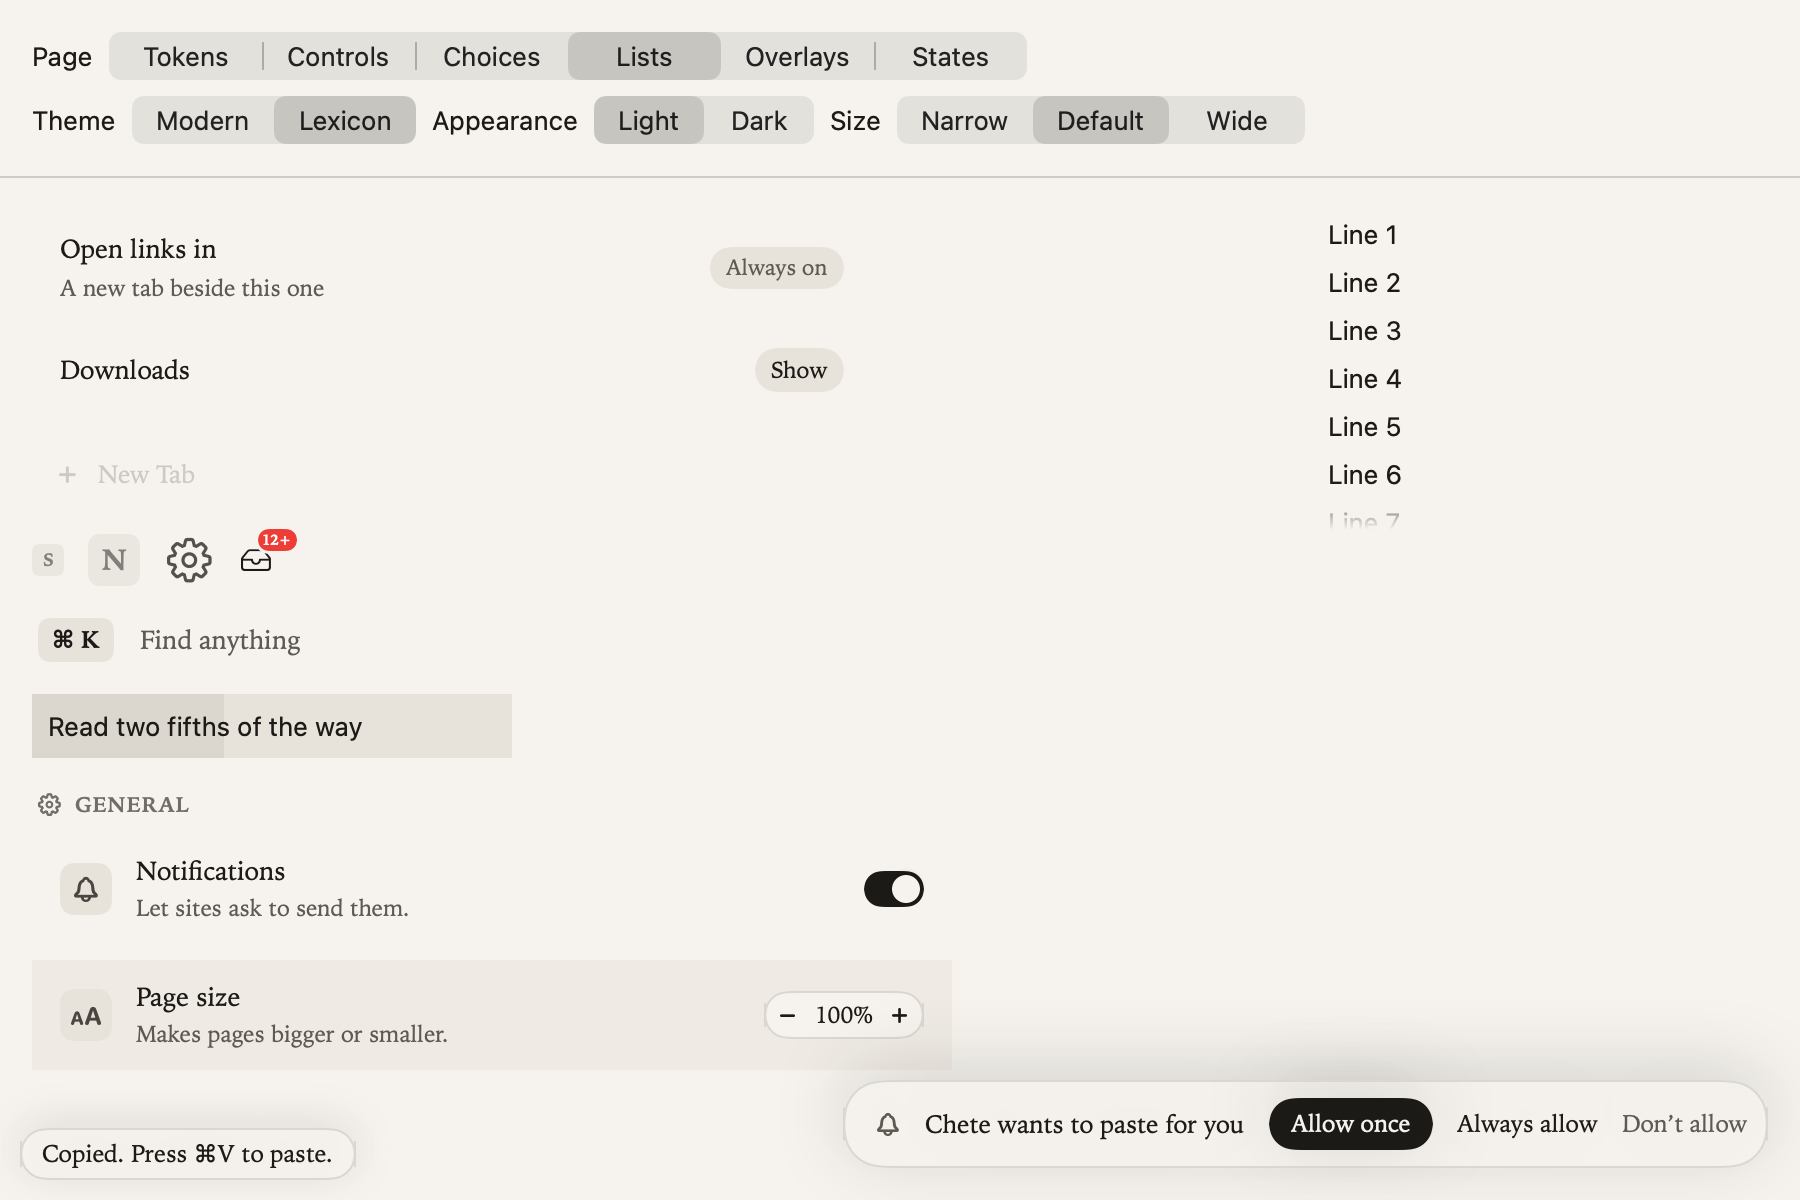 Page Tokens Controls Choices Lists Overlays States
Theme Modern Lexicon Appearance Light Dark Size Narrow Default Wide
Open links in
A new tab beside this one
Always on
Downloads
Show
+ New Tab
S N 12+
⌘ K Find anything
Read two fifths of the way
GENERAL
Notifications
Let sites ask to send them.
AA
Page size
Makes pages bigger or smaller.
− 100% +
Line 1
Line 2
Line 3
Line 4
Line 5
Line 6
Line 7
Chete wants to paste for you Allow once Always allow Don’t allow
Copied. Press ⌘V to paste.